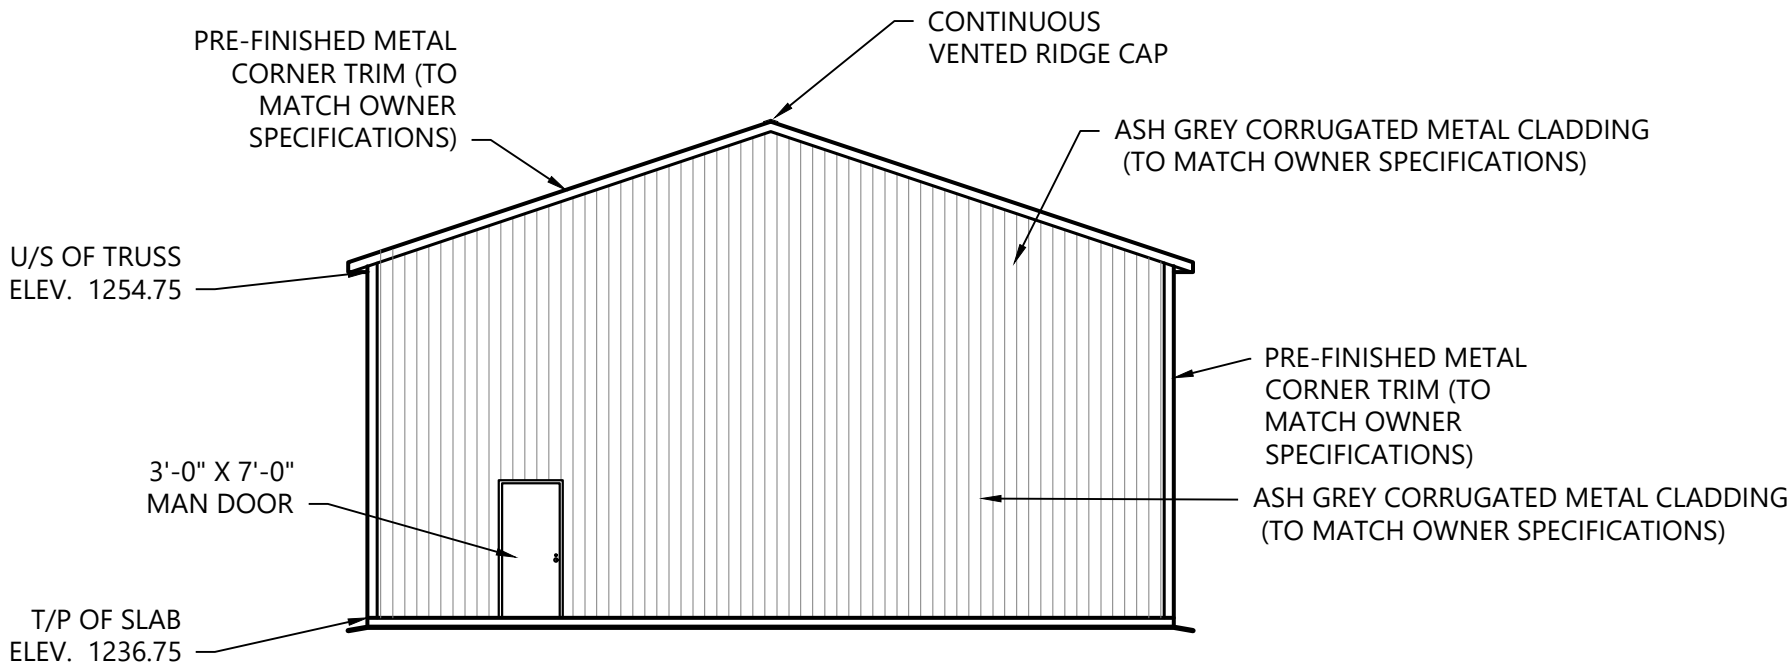 CONTINUOUS
VENTED RIDGE CAP
PRE-FINISHED METAL
CORNER TRIM (TO
MATCH OWNER
SPECIFICATIONS)
ASH GREY CORRUGATED METAL CLADDING
(TO MATCH OWNER SPECIFICATIONS)
U/S OF TRUSS
ELEV. 1254.75
PRE-FINISHED METAL
CORNER TRIM (TO
MATCH OWNER
SPECIFICATIONS)
3'-0" X 7'-0"
MAN DOOR
ASH GREY CORRUGATED METAL CLADDING
(TO MATCH OWNER SPECIFICATIONS)
T/P OF SLAB
ELEV. 1236.75